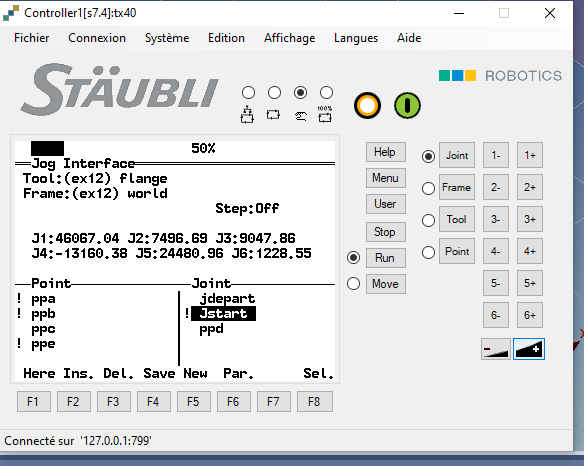 Controller1[s7.4]:tx40
Fichier Connexion Système Edition Affichage Langues Aide
STÄUBLI
ROBOTICS
100%
50%
Jog Interface
Tool:(ex12) flange
Frame:(ex12) world
Step:Off
J1:46067.04 J2:7496.69 J3:9047.86
J4:-13160.38 J5:24480.96 J6:1228.55
Point Joint
! ppa jdepart
! ppb !Jstart
ppc ppd
! ppe
Here Ins. Del. Save New Par. Sel.
F1 F2 F3 F4 F5 F6 F7 F8
Help
Menu
User
Stop
Run
Move
Joint 1- 1+
Frame 2- 2+
Tool 3- 3+
Point 4- 4+
5- 5+
6- 6+
- +
Connecté sur '127.0.0.1:799'